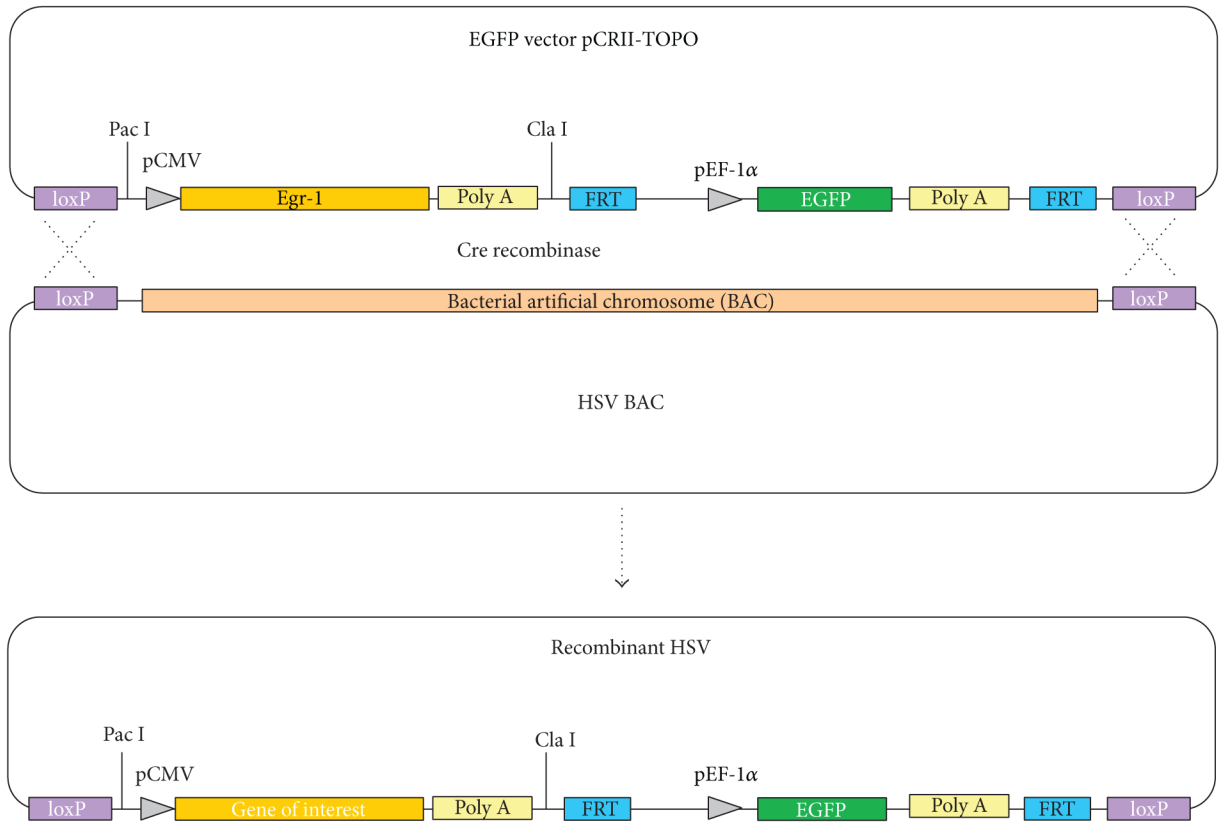 EGFP vector pCRII-TOPO
Pac I
Cla I
pCMV
pEF-1α
loxP
Egr-1
Poly A
FRT
EGFP
Poly A
FRT
loxP
Cre recombinase
loxP
Bacterial artificial chromosome (BAC)
loxP
HSV BAC
Recombinant HSV
Pac I
Cla I
pCMV
pEF-1α
loxP
Gene of interest
Poly A
FRT
EGFP
Poly A
FRT
loxP